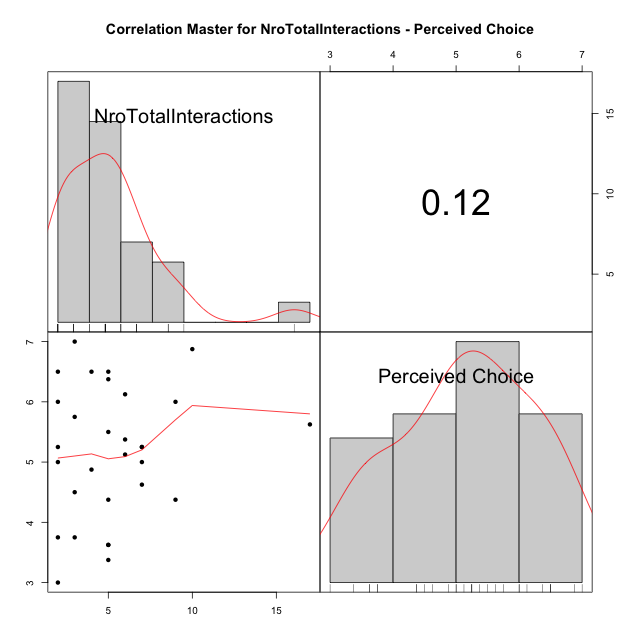 Correlation Master for NroTotalInteractions - Perceived Choice
3 4 5 6 7
NroTotalInteractions
0.12
15
10
5
7
6
5
4
3
Perceived Choice
5 10 15